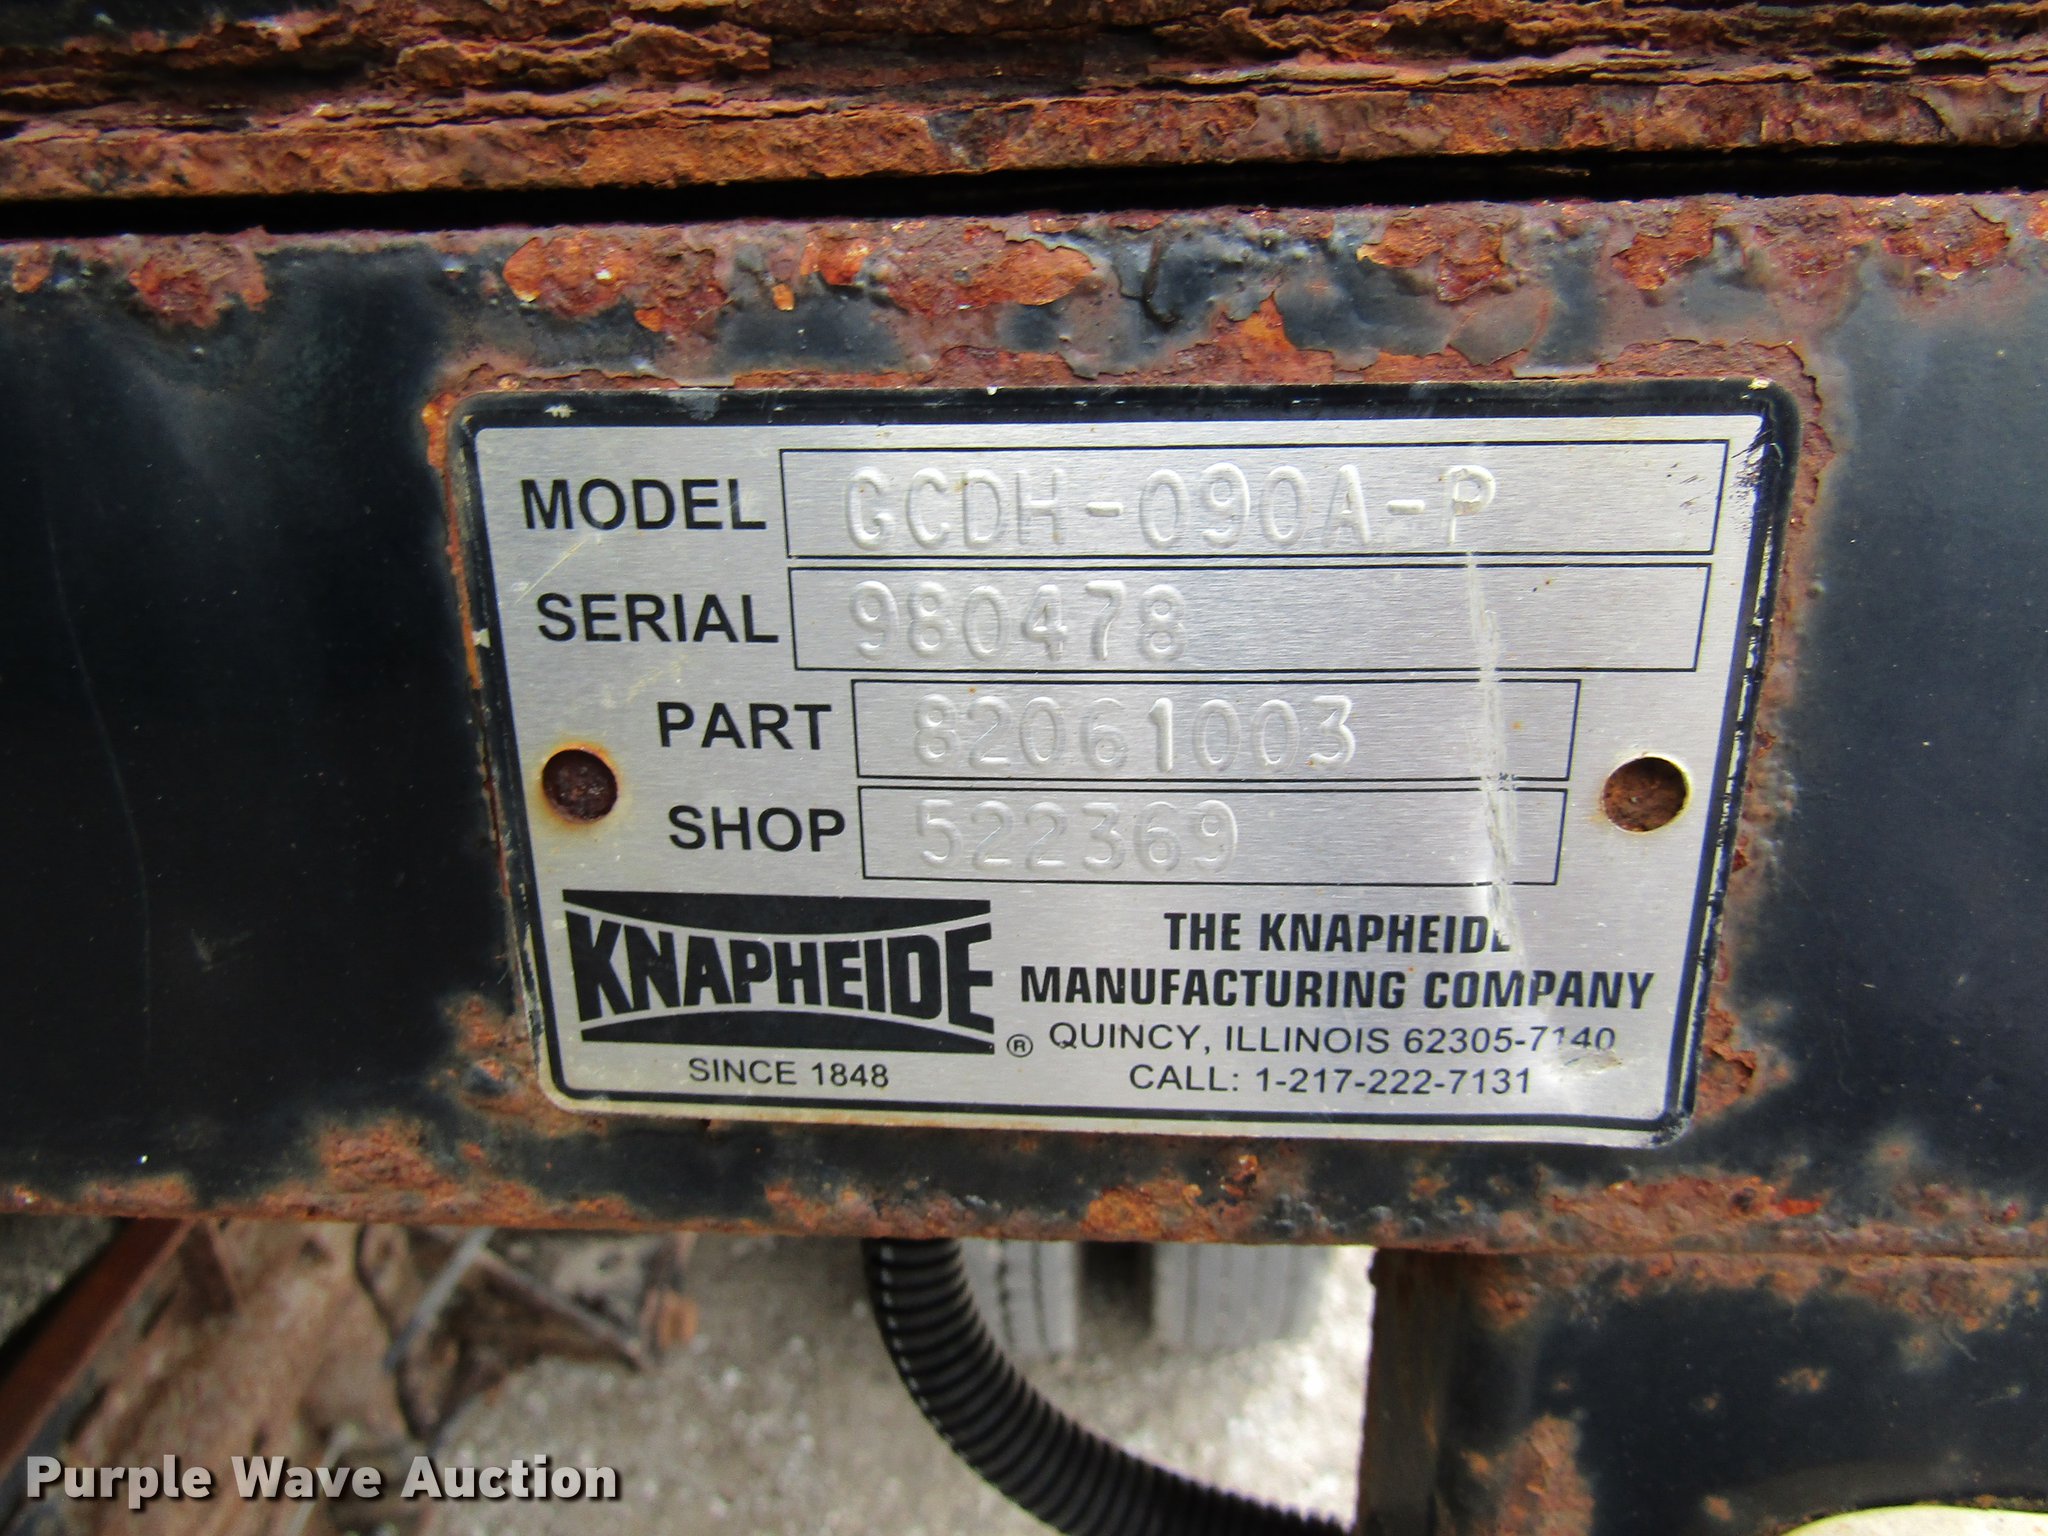 MODEL GCDH-090A-P
SERIAL 980478
PART 82061003
SHOP 522369
KNAPHEIDE ®
SINCE 1848
THE KNAPHEIDE
MANUFACTURING COMPANY
QUINCY, ILLINOIS 62305-7140
CALL: 1-217-222-7131
Purple Wave Auction